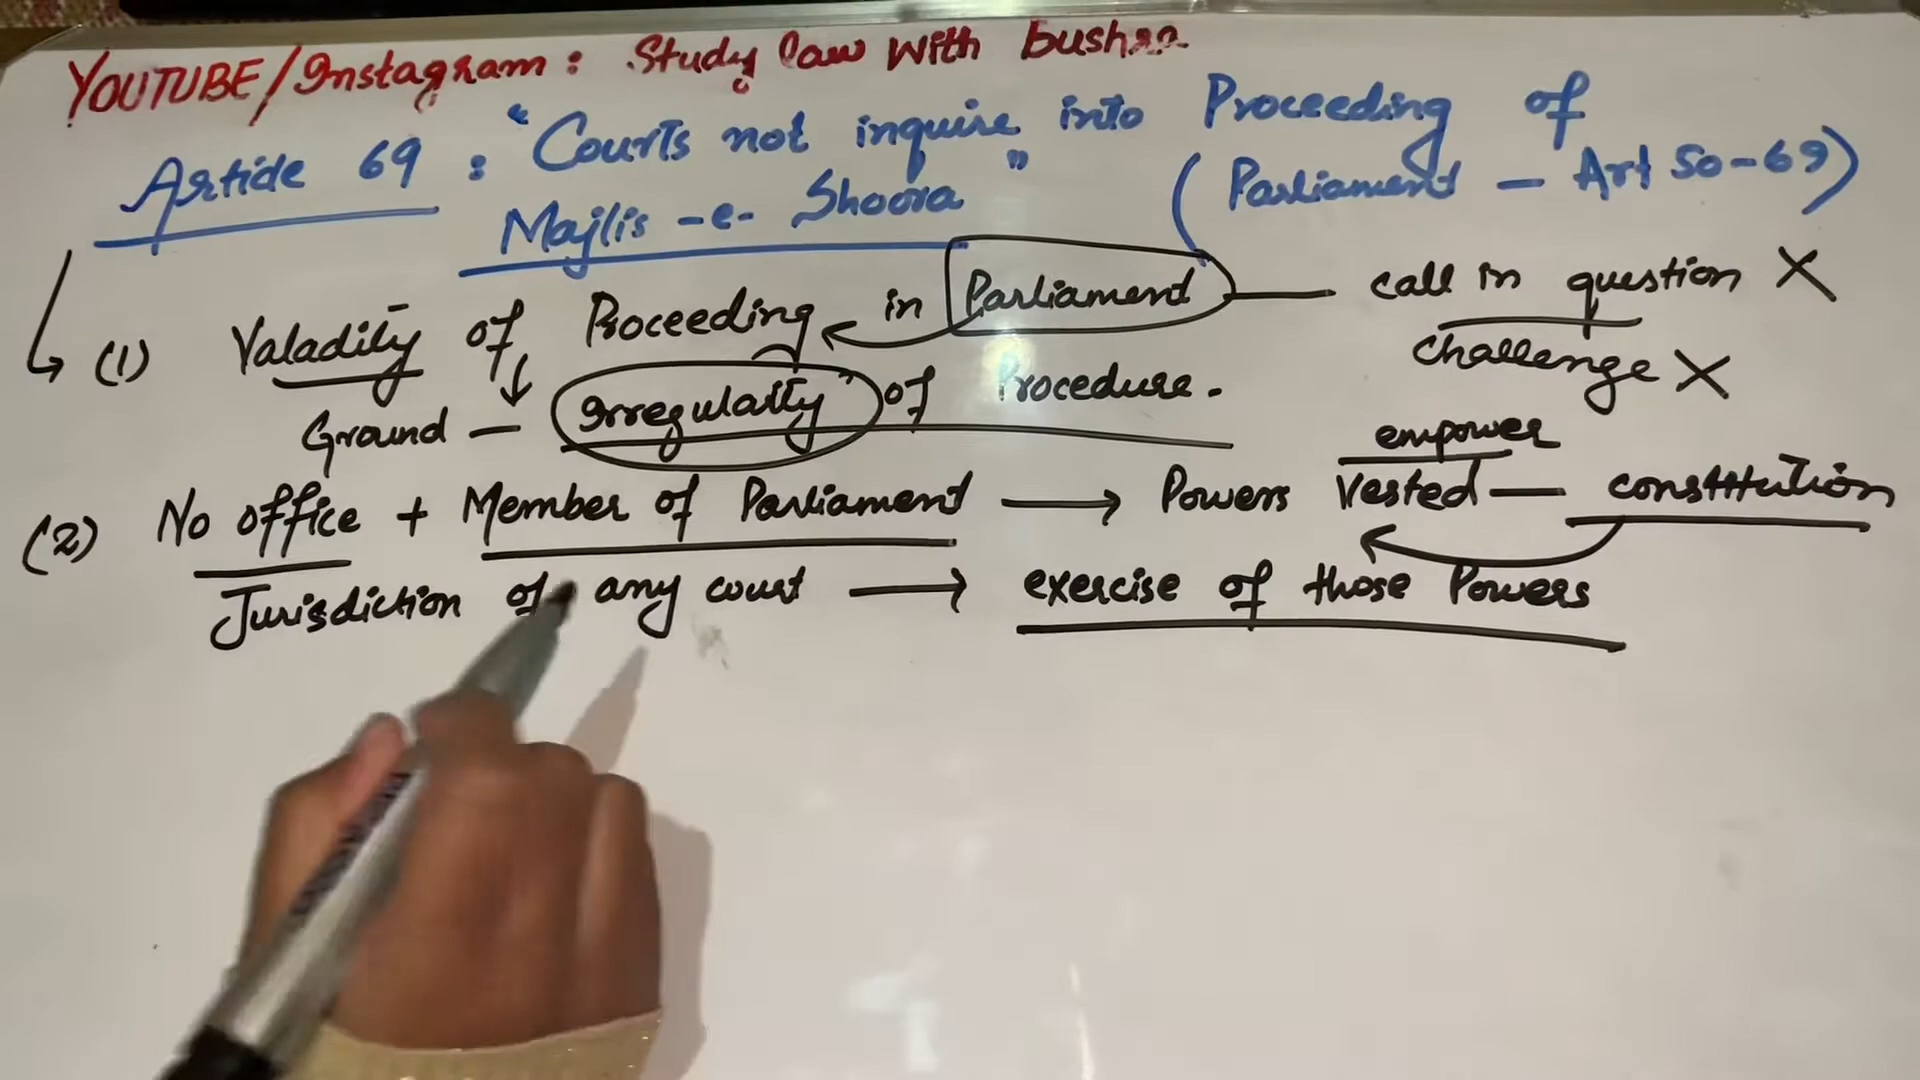 YOUTUBE/Instagram: Study law with bushra
Article 69: "Courts not inquire into Proceeding of
Majlis-e-Shoora" (Parliament - Art 50-69)
(1) Valadity of Proceeding in Parliament — call in question X
challenge X
Ground - Irregularity" of Procedure.
empower
(2) No office + Member of Parliament → Powers Vested — constitution
Jurisdiction of any court → exercise of those Powers